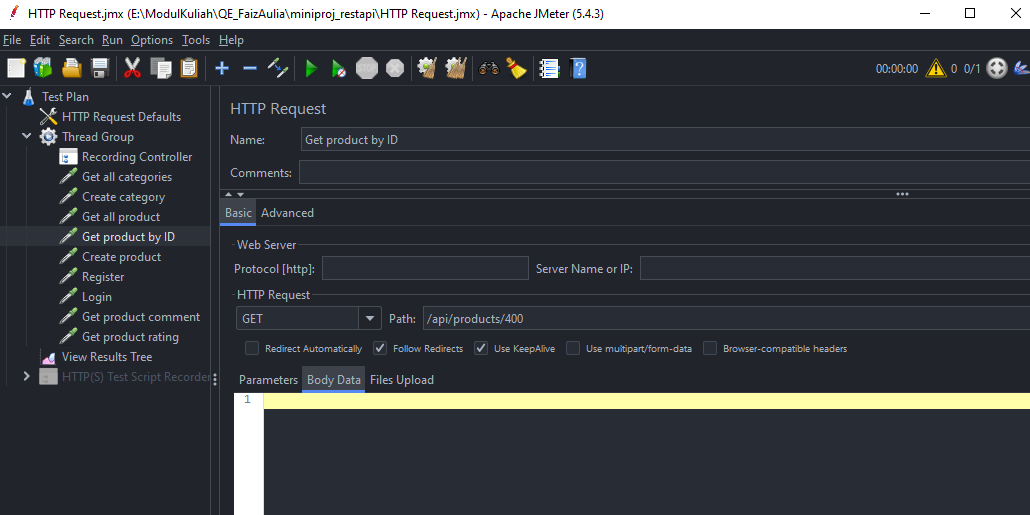 HTTP Request.jmx (E:\ModulKuliah\QE_FaizAulia\miniproj_restapi\HTTP Request.jmx) - Apache JMeter (5.4.3)
File Edit Search Run Options Tools Help
00:00:00 0 0/1
Test Plan
HTTP Request Defaults
Thread Group
Recording Controller
Get all categories
Create category
Get all product
Get product by ID
Create product
Register
Login
Get product comment
Get product rating
View Results Tree
HTTP(S) Test Script Recorder
HTTP Request
Name: Get product by ID
Comments:
Basic Advanced
Web Server
Protocol [http]: Server Name or IP:
HTTP Request
GET Path: /api/products/400
Redirect Automatically Follow Redirects Use KeepAlive Use multipart/form-data Browser-compatible headers
Parameters Body Data Files Upload
1